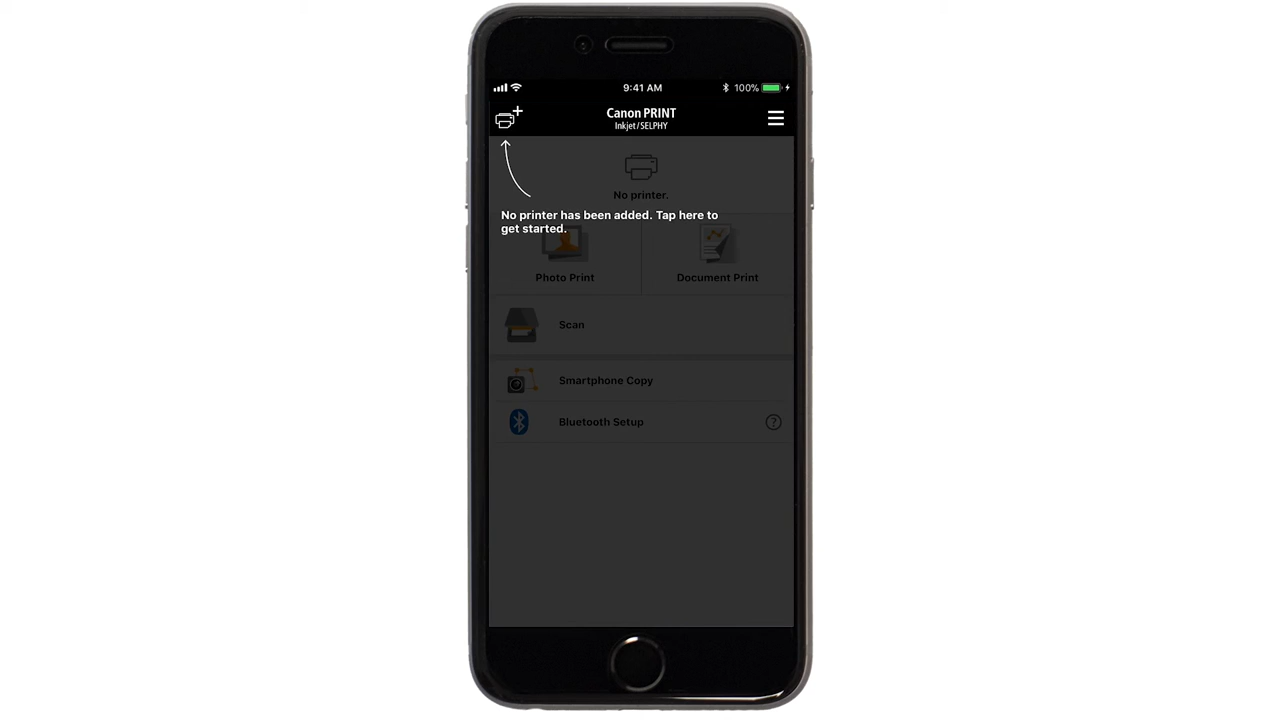 9:41 AM
100%
Canon PRINT
Inkjet/SELPHY
No printer.
No printer has been added. Tap here to
get started.
Photo Print
Document Print
Scan
Smartphone Copy
Bluetooth Setup
?